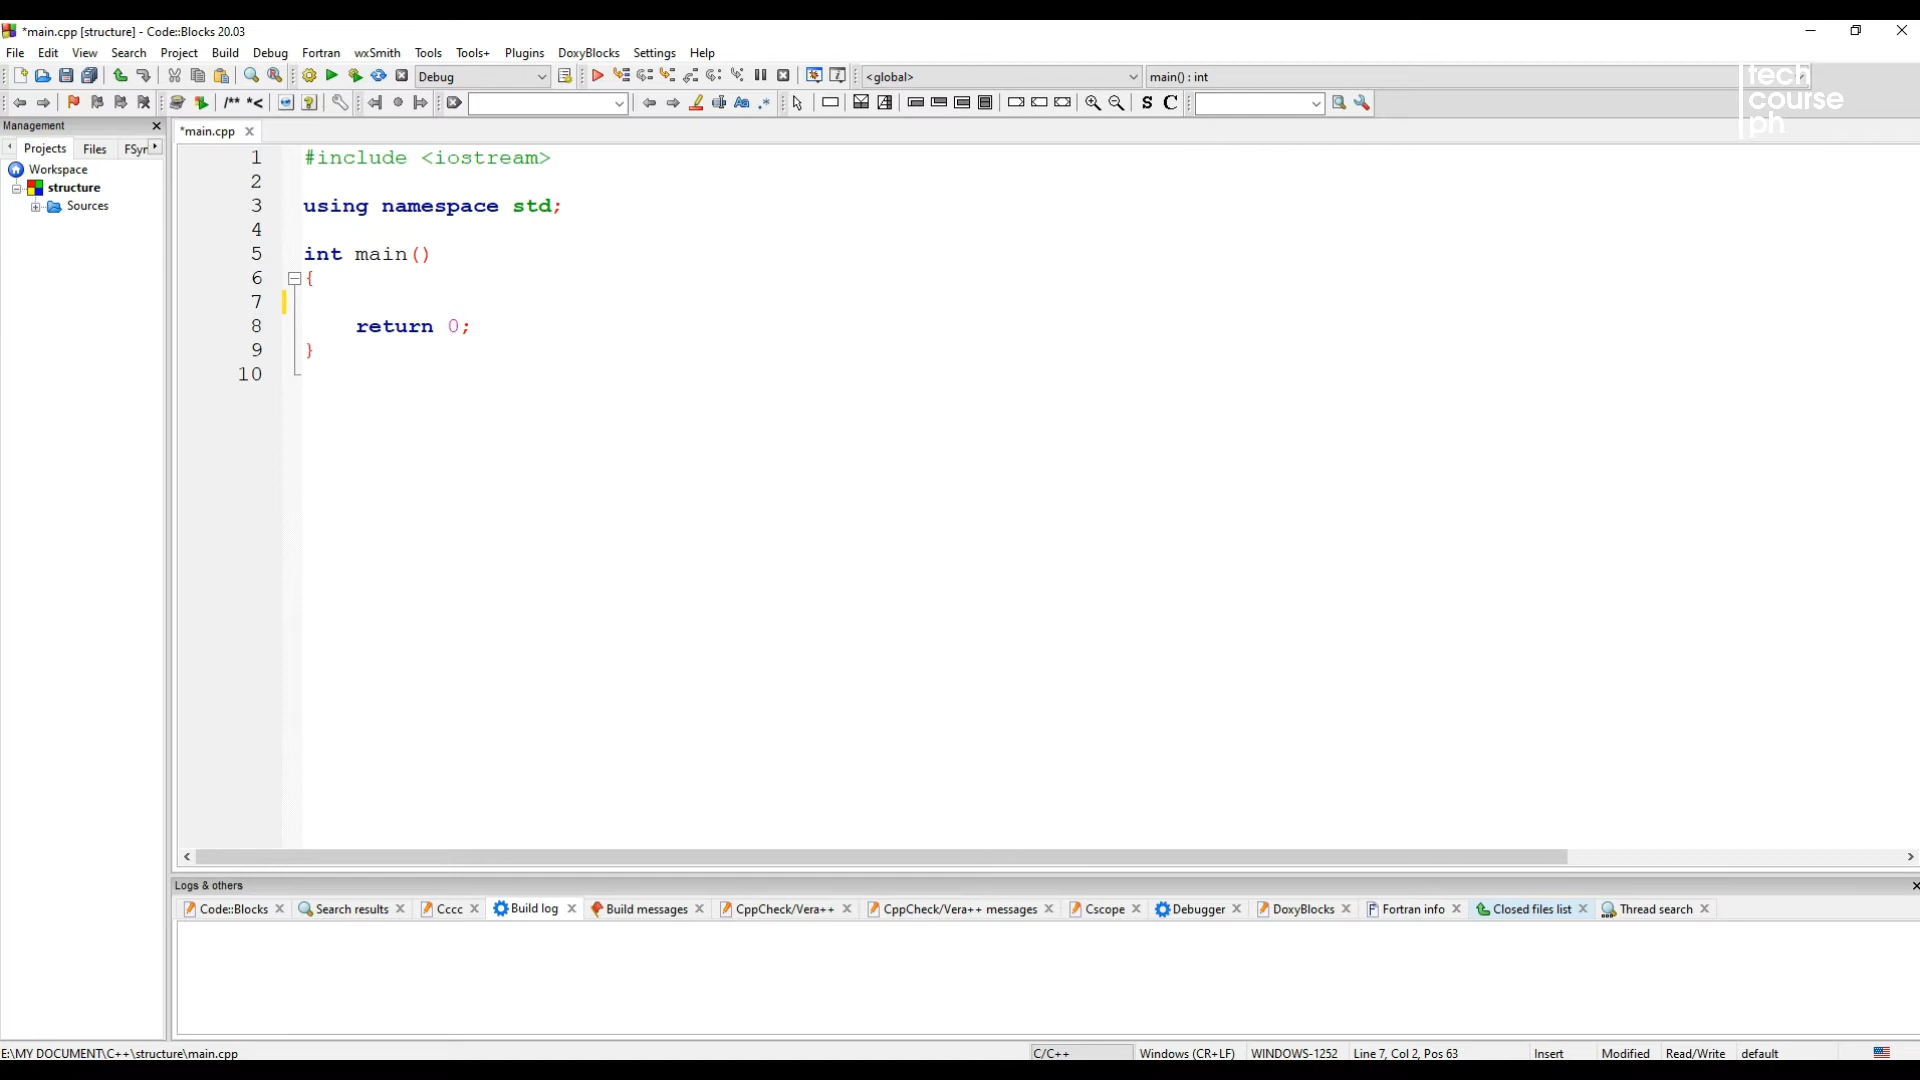 *main.cpp [structure] - Code::Blocks 20.03
File Edit View Search Project Build Debug Fortran wxSmith Tools Tools+ Plugins DoxyBlocks Settings Help
Debug <global> main() : int
/** *< S C
tech
course
ph
Management
*main.cpp
Projects Files FSyr
Workspace
structure
Sources
1 #include <iostream>
2
3 using namespace std;
4
5 int main()
6 {
7
8 return 0;
9 }
10
Logs & others
Code::Blocks Search results Cccc Build log Build messages CppCheck/Vera++ CppCheck/Vera++ messages Cscope Debugger DoxyBlocks Fortran info Closed files list Thread search
E:\MY DOCUMENT\C++\structure\main.cpp C/C++ Windows (CR+LF) WINDOWS-1252 Line 7, Col 2, Pos 63 Insert Modified Read/Write default